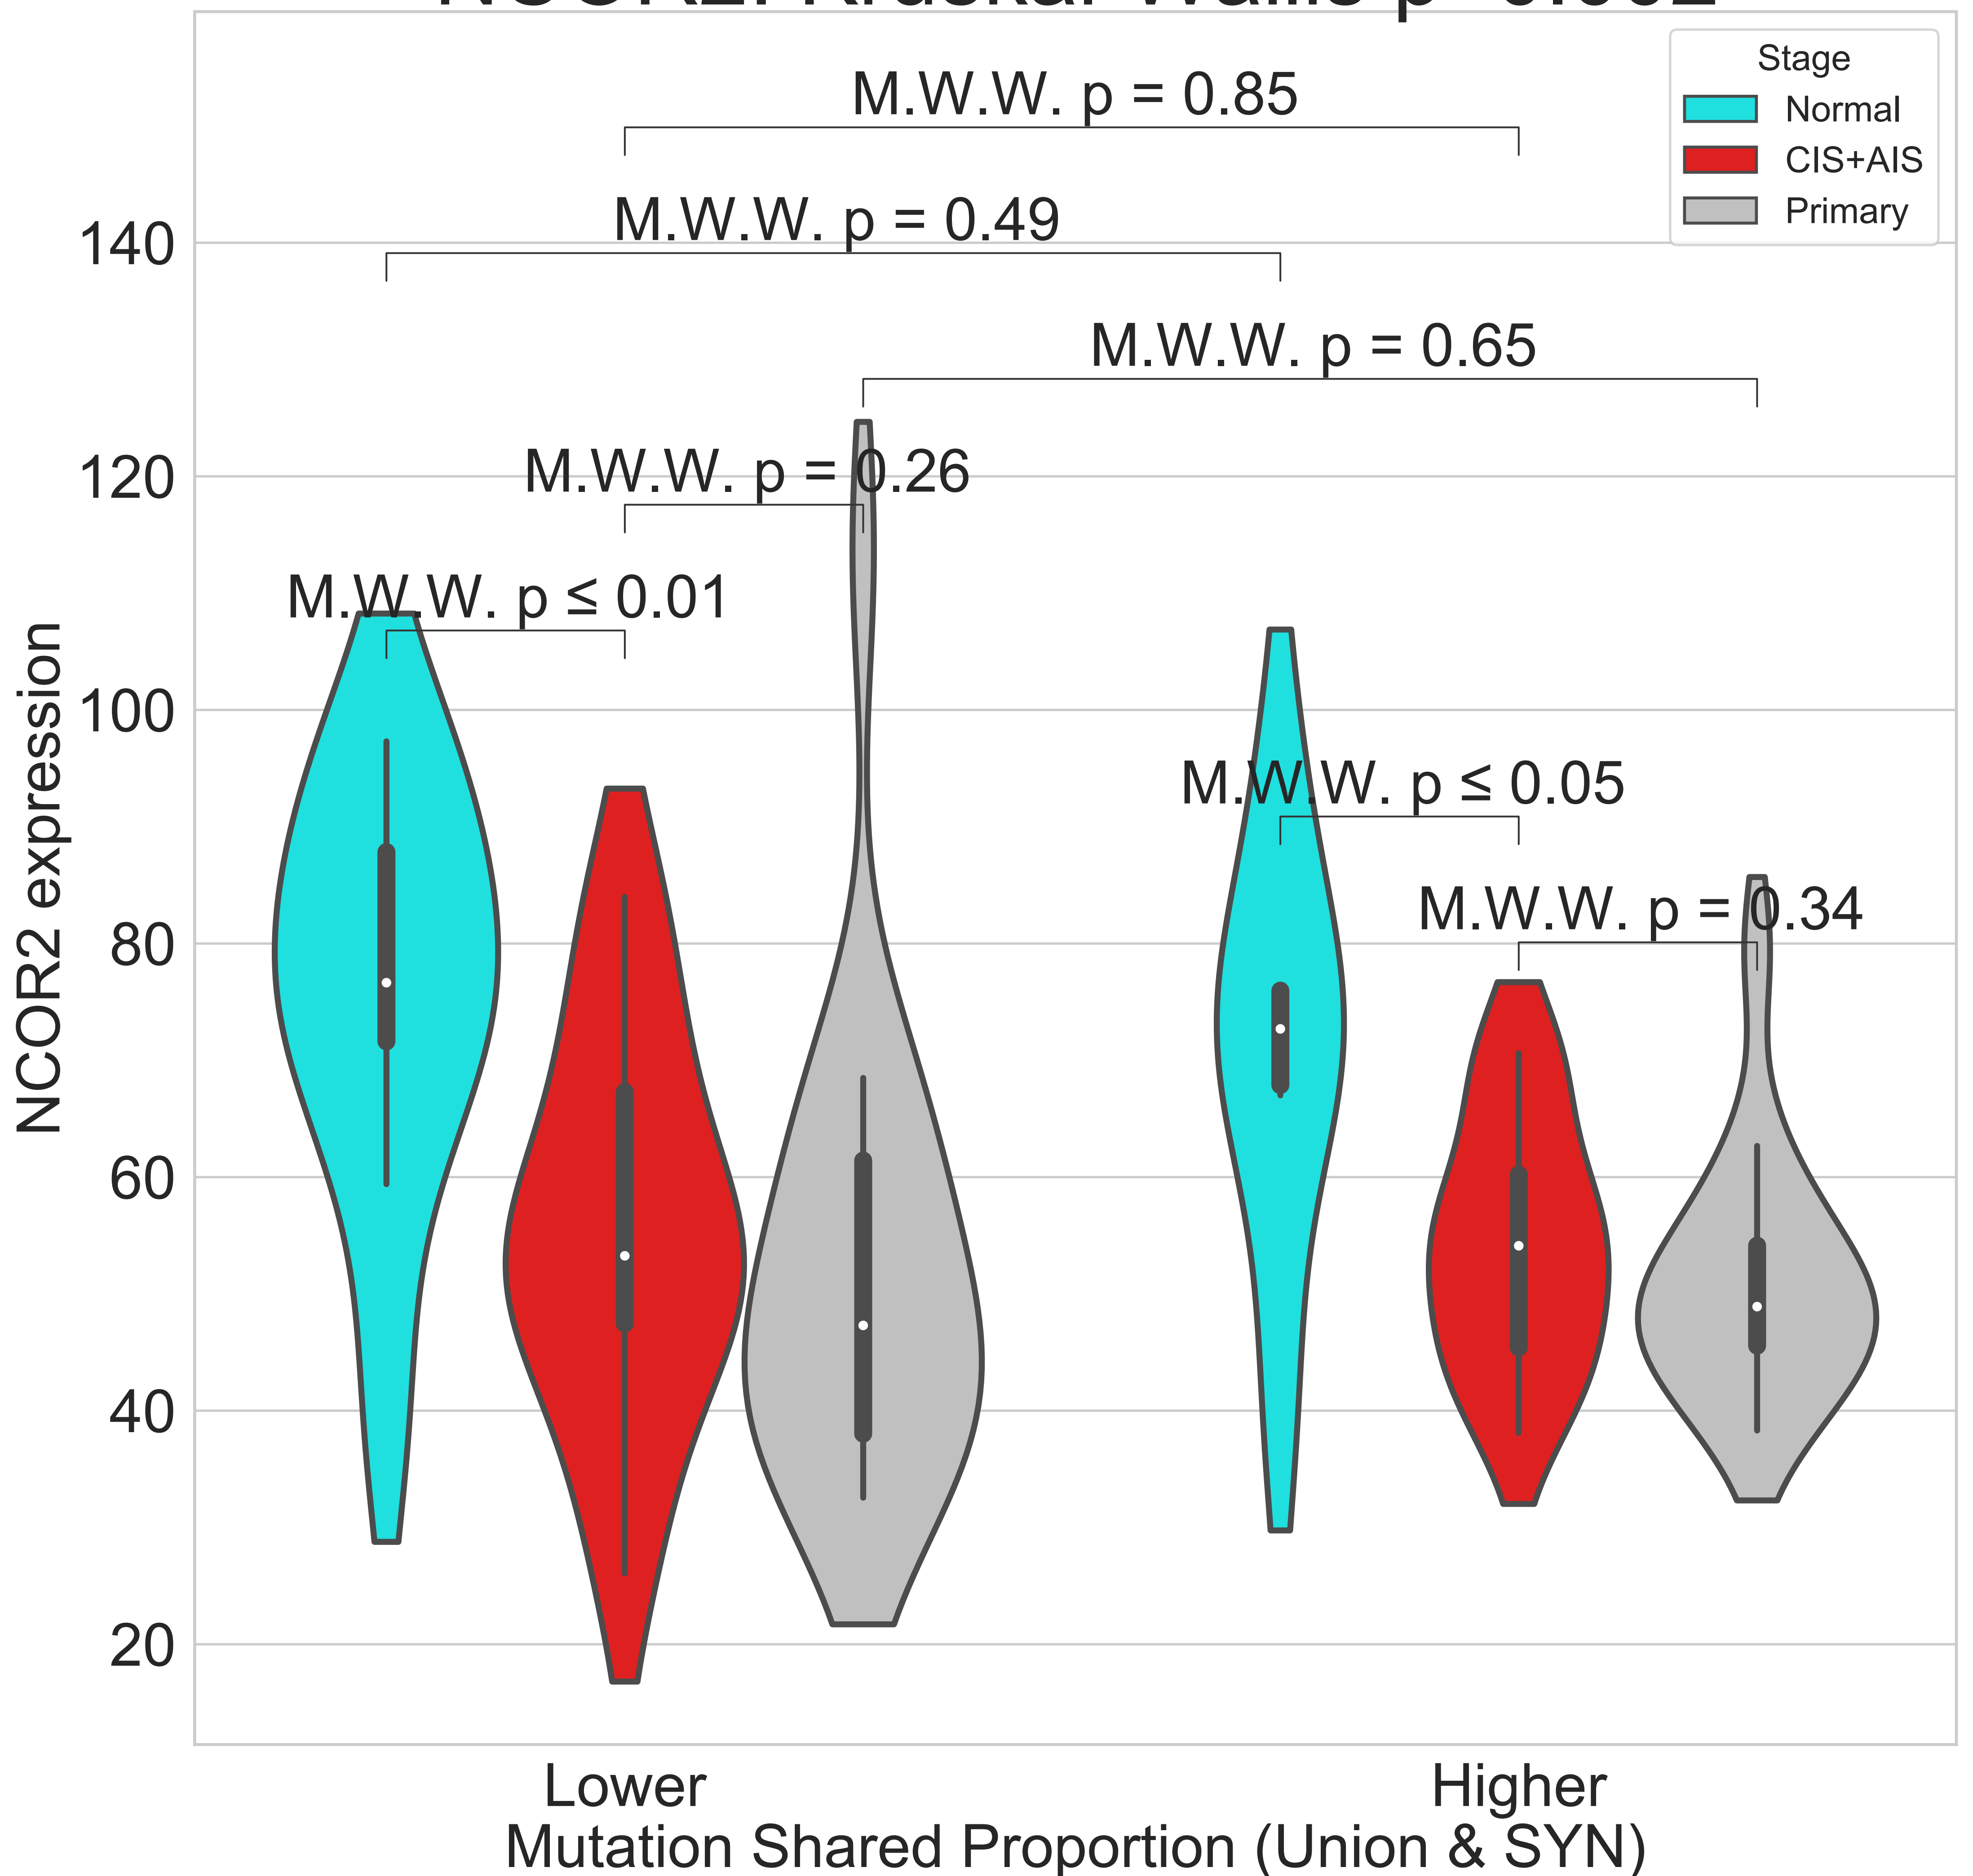 Stage
Normal
CIS+AIS
Primary
M.W.W. p = 0.85
M.W.W. p = 0.49
M.W.W. p = 0.65
M.W.W. p = 0.26
M.W.W. p ≤ 0.01
M.W.W. p ≤ 0.05
M.W.W. p = 0.34
140
120
100
80
60
40
20
NCOR2 expression
Lower
Higher
Mutation Shared Proportion (Union & SYN)